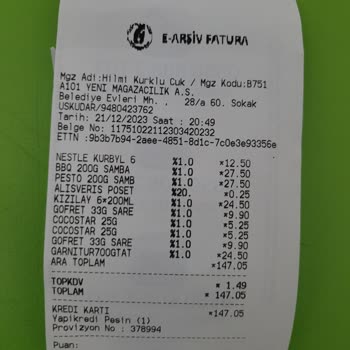 E-ARŞİV FATURA
Mgz Adi:Hilmi Kurklu Cuk / Mgz Kodu:B751
A101 YENİ MAGAZACILIK A.S.
Belediye Evleri Mh. , 28/a 60. Sokak
USKUDAR/9480423762
Tarih: 21/12/2023 Saat : 20:49
Belge No: 11751022112303420232
ETTN :9b3b7b94-2aee-4851-8d1c-7c0e3e93356e
NESTLE KURBYL 6 %1.0 *12.50
BBQ 200G SAMBA %1.0 *27.50
PESTO 200G SAMB %1.0 *27.50
ALISVERIS POSET %20. *0.25
KIZILAY 6*200ML %1.0 *24.50
GOFRET 33G SARE %1.0 *9.90
COCOSTAR 25G %1.0 *5.25
COCOSTAR 25G %1.0 *5.25
GOFRET 33G SARE %1.0 *9.90
GARNITUR700GTAT %1.0 *24.50
ARA TOPLAM *147.05
TOPKDV * 1.49
TOPLAM * 147.05
KREDI KARTI *147.05
Yapikredi Pesin (1)
Provizyon No : 378994
Puan: